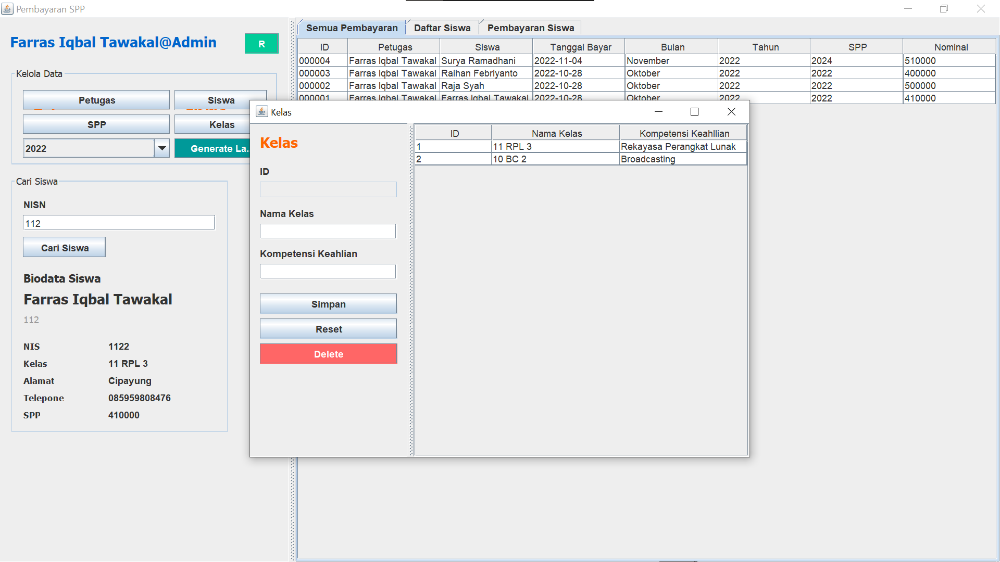 Pembayaran SPP
Farras Iqbal Tawakal@Admin
R
Kelola Data
Petugas
Siswa
SPP
Kelas
2022
Generate La..
Cari Siswa
NISN
112
Cari Siswa
Biodata Siswa
Farras Iqbal Tawakal
112
NIS 1122
Kelas 11 RPL 3
Alamat Cipayung
Telepone 085959808476
SPP 410000
Semua Pembayaran Daftar Siswa Pembayaran Siswa
ID Petugas Siswa Tanggal Bayar Bulan Tahun SPP Nominal
000004 Farras Iqbal Tawakal Surya Ramadhani 2022-11-04 November 2022 2024 510000
000003 Farras Iqbal Tawakal Raihan Febriyanto 2022-10-28 Oktober 2022 2022 400000
000002 Farras Iqbal Tawakal Raja Syah 2022-10-28 Oktober 2022 2022 500000
000001 Farras Iqbal Tawakal Farras Iqbal Tawakal 2022-10-28 Oktober 2022 2022 410000
Kelas
Kelas
ID
Nama Kelas
Kompetensi Keahlian
Simpan
Reset
Delete
ID Nama Kelas Kompetensi Keahllian
1 11 RPL 3 Rekayasa Perangkat Lunak
2 10 BC 2 Broadcasting